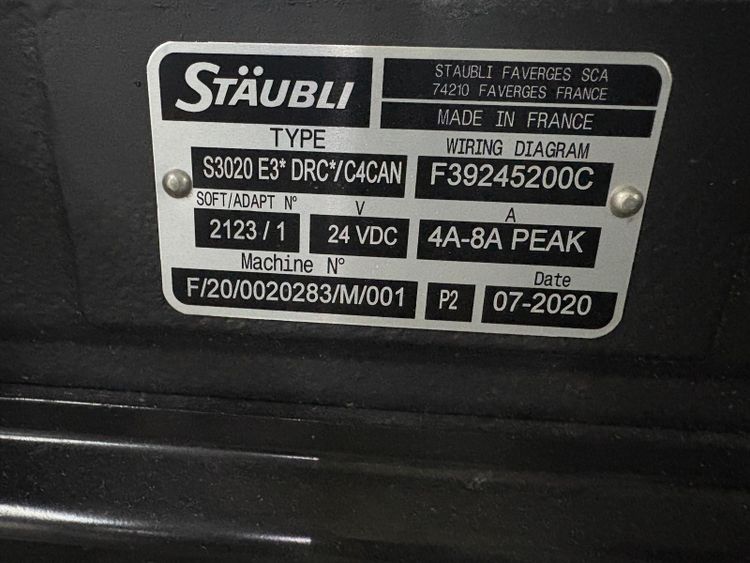 STÄUBLI
STAUBLI FAVERGES SCA
74210 FAVERGES FRANCE
MADE IN FRANCE
TYPE
WIRING DIAGRAM
S3020 E3* DRC*/C4CAN
F39245200C
SOFT/ADAPT N°
V
A
2123 / 1
24 VDC
4A-8A PEAK
Machine N°
Date
F/20/0020283/M/001
P2
07-2020